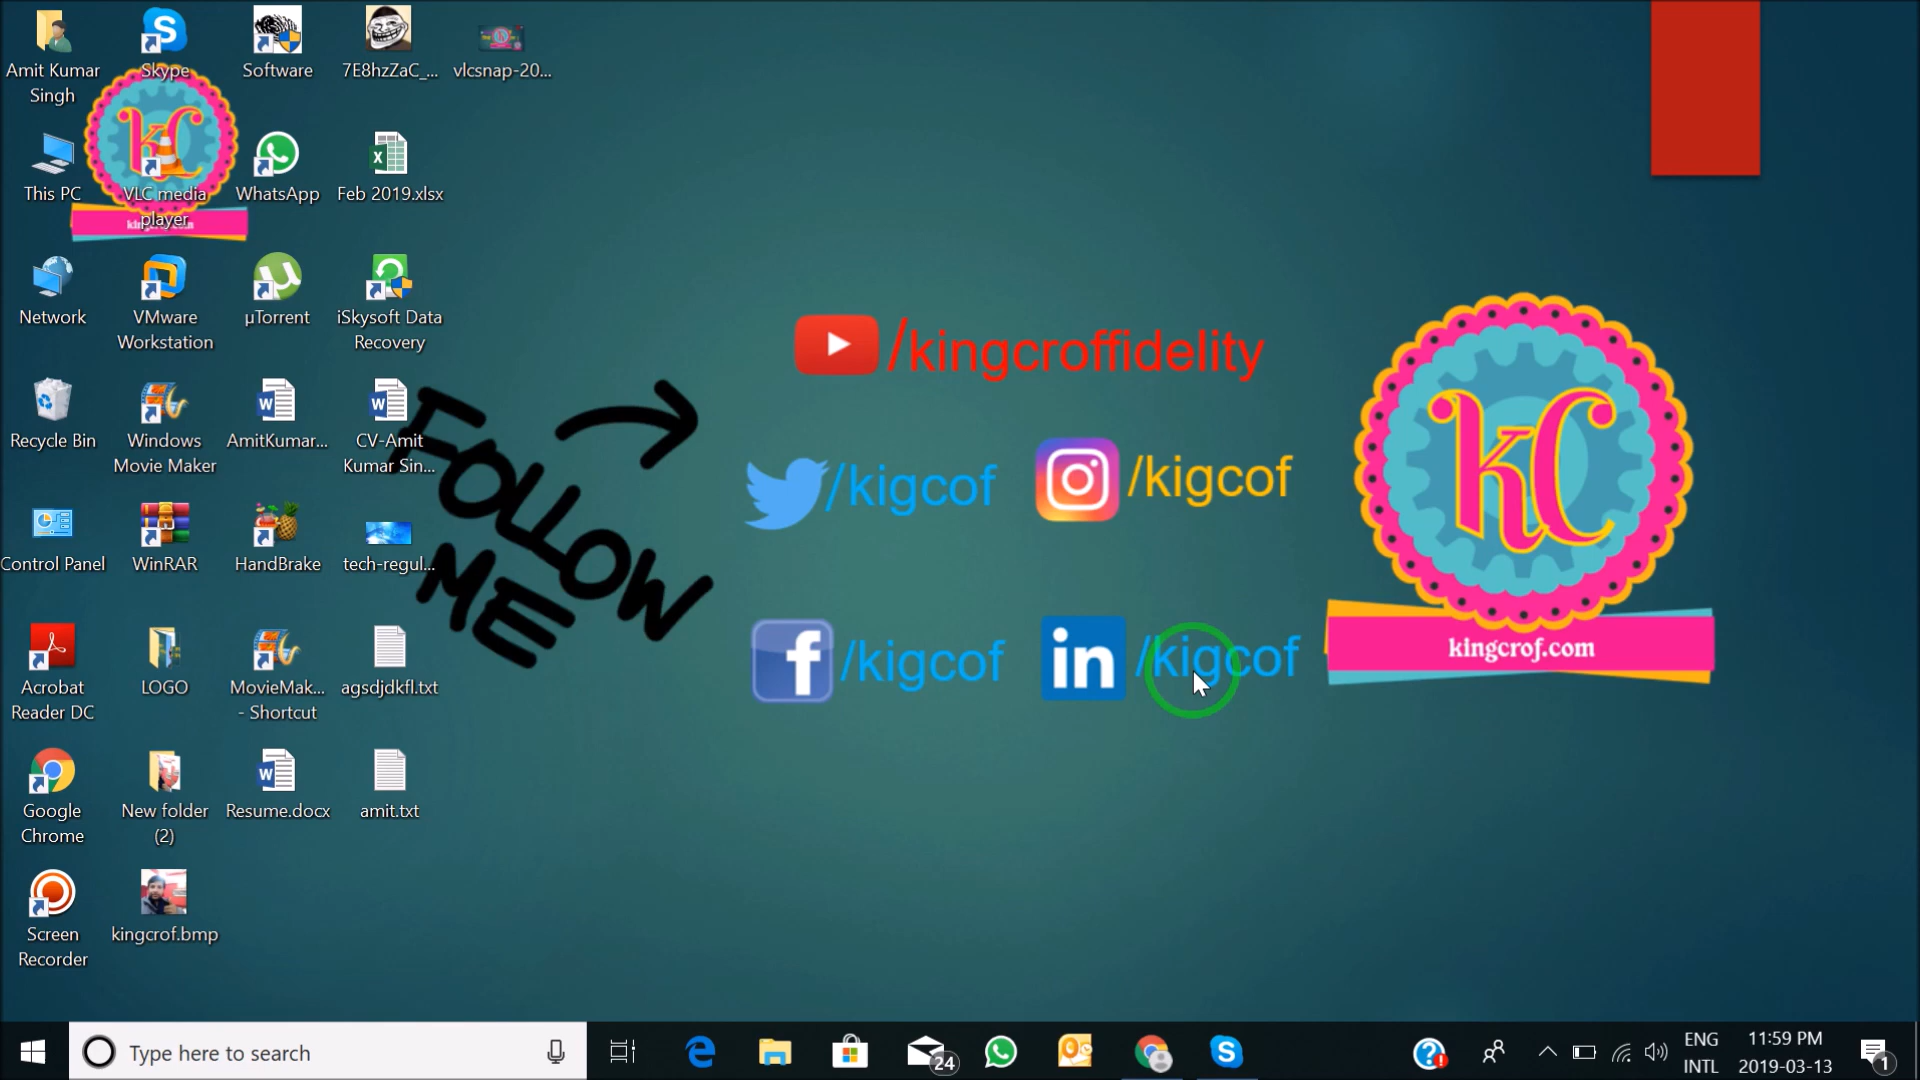 Amit Kumar
Singh
Skype
Software
7E8hzZaC_...
vlcsnap-20...
This PC
VLC media
player
WhatsApp
Feb 2019.xlsx
Network
VMware
Workstation
µTorrent
iSkysoft Data
Recovery
Recycle Bin
Windows
Movie Maker
AmitKumar...
CV-Amit
Kumar Sin...
Control Panel
WinRAR
HandBrake
tech-regul...
Acrobat
Reader DC
LOGO
MovieMak...
- Shortcut
agsdjdkfl.txt
Google
Chrome
New folder
(2)
Resume.docx
amit.txt
Screen
Recorder
kingcrof.bmp
kC
FOLLOW
ME
/kingcroffidelity
/kigcof
/kigcof
f /kigcof
in /kigcof
kC
kingcrof.com
Type here to search
24
ENG
INTL
11:59 PM
2019-03-13
1